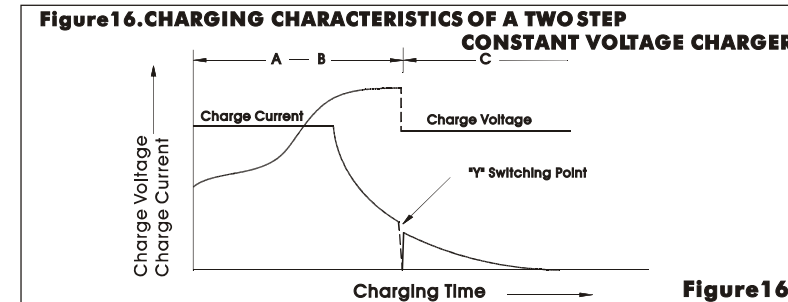 Figure16.CHARGING CHARACTERISTICS OF A TWO STEP
CONSTANT VOLTAGE CHARGER
A — B
C
Charge Current
Charge Voltage
"Y" Switching Point
Charge Voltage
Charge Current
Charging Time
Figure16